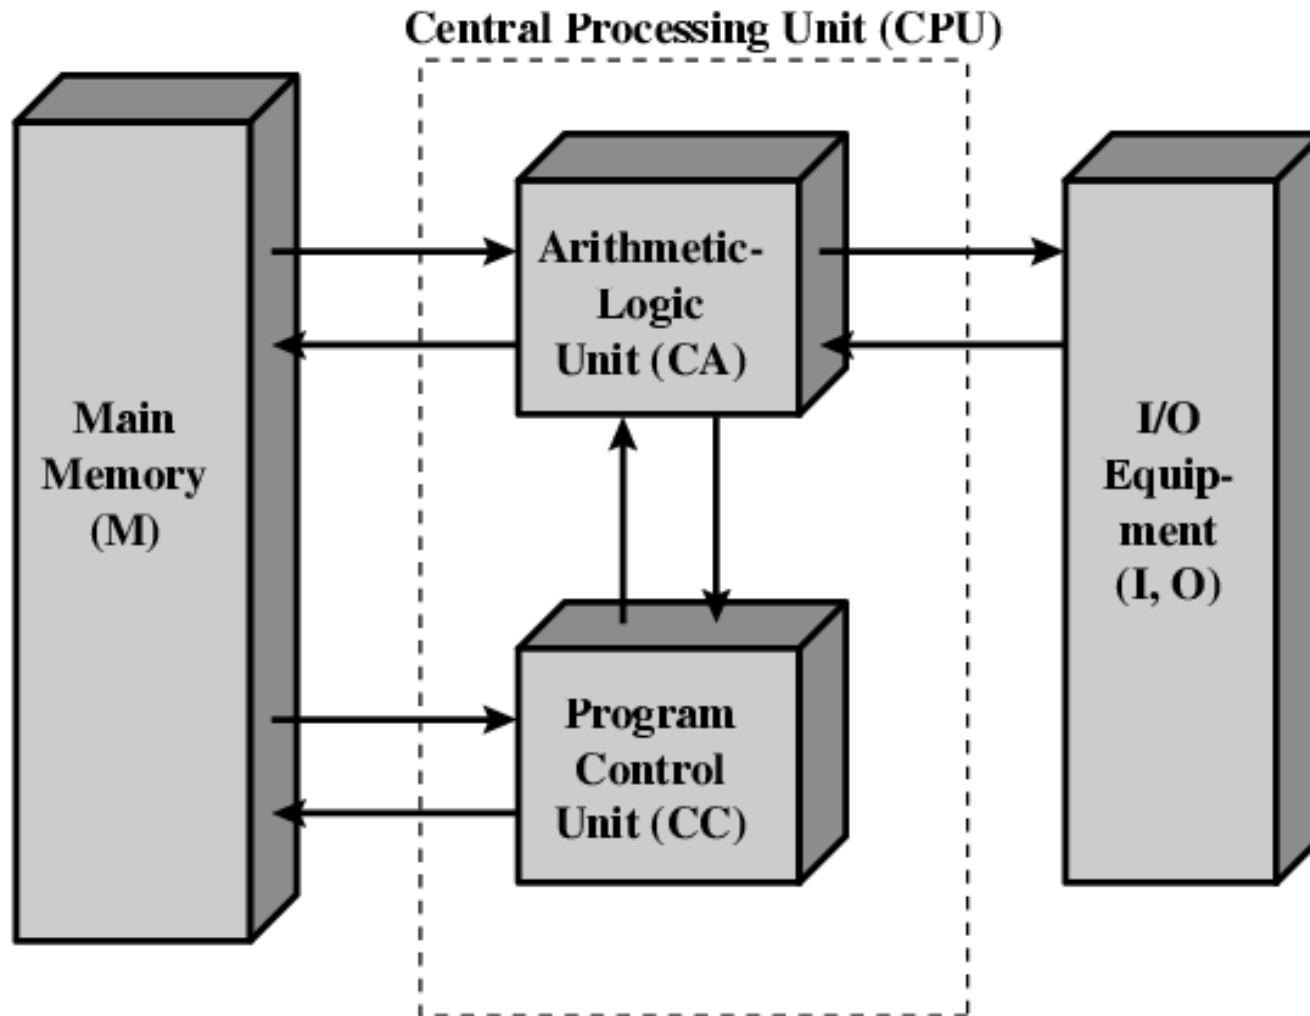 Central Processing Unit (CPU)
Main
Memory
(M)
Arithmetic-
Logic
Unit (CA)
Program
Control
Unit (CC)
I/O
Equip-
ment
(I, O)